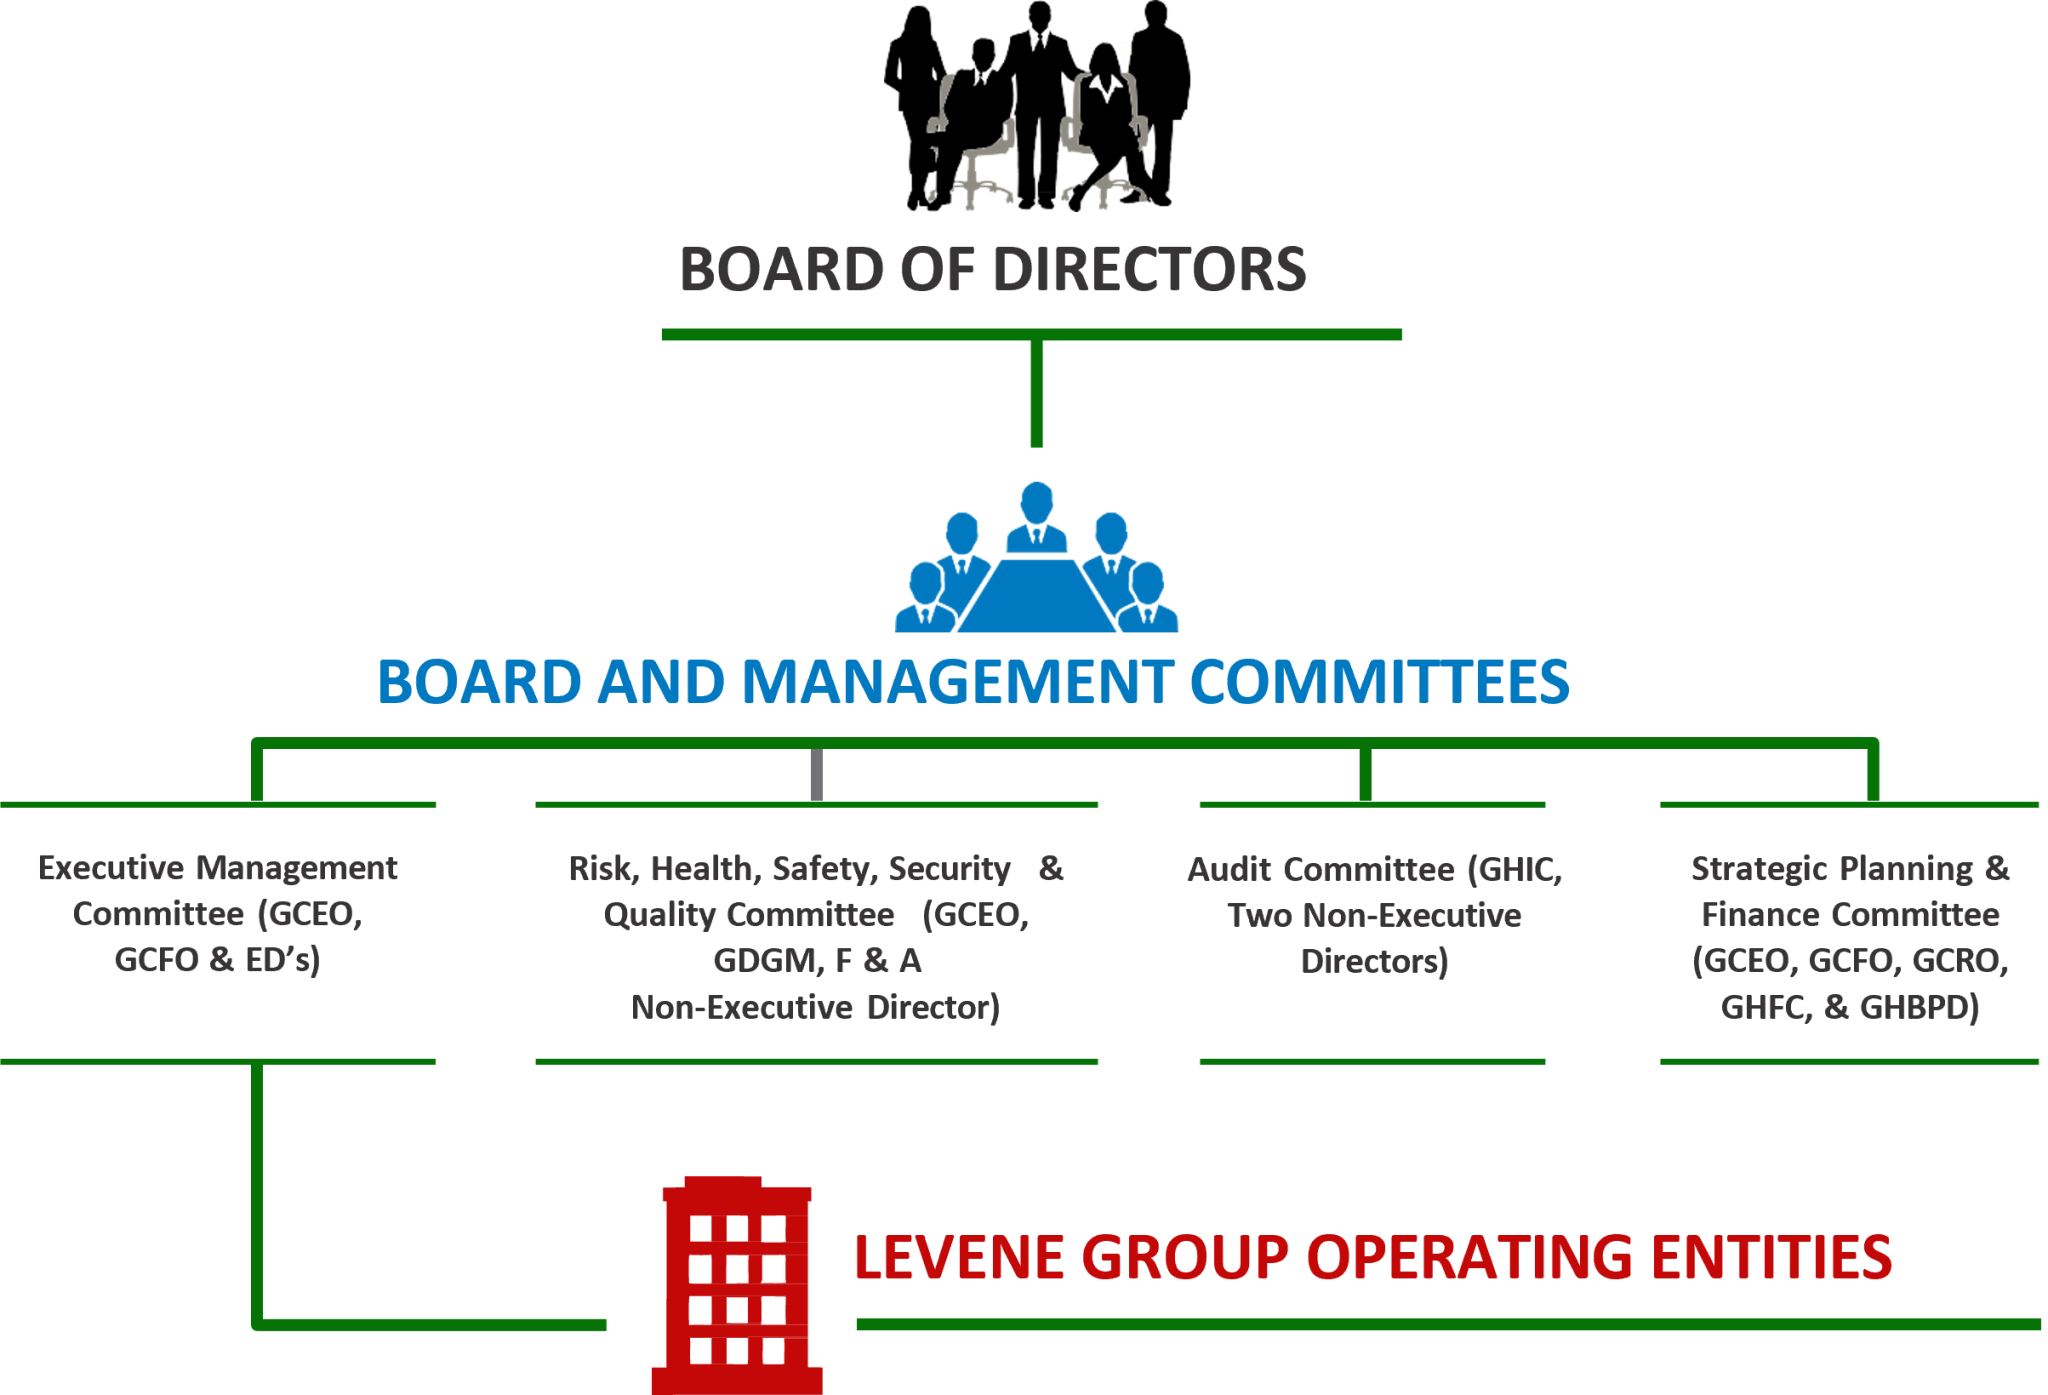 BOARD OF DIRECTORS
BOARD AND MANAGEMENT COMMITTEES
Executive Management
Committee (GCEO,
GCFO & ED’s)
Risk, Health, Safety, Security &
Quality Committee (GCEO,
GDGM, F & A
Non-Executive Director)
Audit Committee (GHIC,
Two Non-Executive
Directors)
Strategic Planning &
Finance Committee
(GCEO, GCFO, GCRO,
GHFC, & GHBPD)
LEVENE GROUP OPERATING ENTITIES